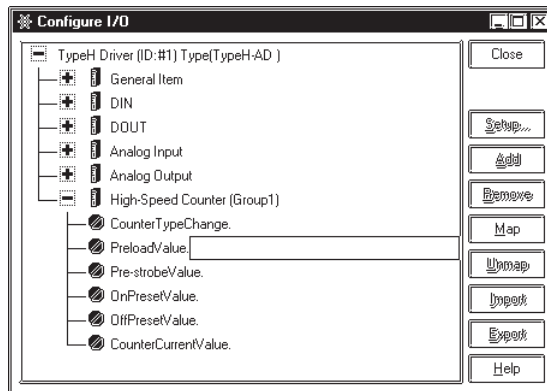 Configure I/O
TypeH Driver (ID:#1) Type(TypeH-AD )
General Item
DIN
DOUT
Analog Input
Analog Output
High-Speed Counter (Group1)
CounterTypeChange.
PreloadValue.
Pre-strobeValue.
OnPresetValue.
OffPresetValue.
CounterCurrentValue.
Close
Setup...
Add
Remove
Map
Unmap
Import
Export
Help